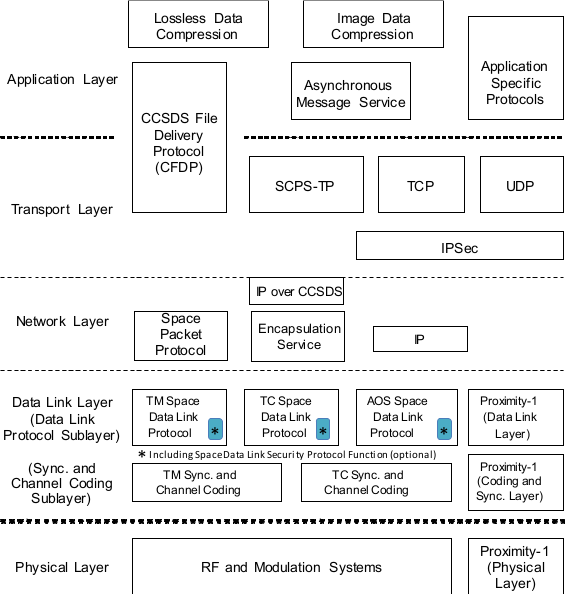 Lossless Data
Compression
Image Data
Compression
Application Layer
CCSDS File
Delivery
Protocol
(CFDP)
Asynchronous
Message Service
Application
Specific
Protocols
Transport Layer
SCPS-TP
TCP
UDP
IPSec
IP over CCSDS
Network Layer
Space
Packet
Protocol
Encapsulation
Service
IP
Data Link Layer
(Data Link
Protocol Sublayer)
TM Space
Data Link
Protocol *
TC Space
Data Link
Protocol *
AOS Space
Data Link
Protocol *
Proximity-1
(Data Link
Layer)
* Including Space Data Link Security Protocol Function (optional)
(Sync. and
Channel Coding
Sublayer)
TM Sync. and
Channel Coding
TC Sync. and
Channel Coding
Proximity-1
(Coding and
Sync. Layer)
Physical Layer
RF and Modulation Systems
Proximity-1
(Physical
Layer)